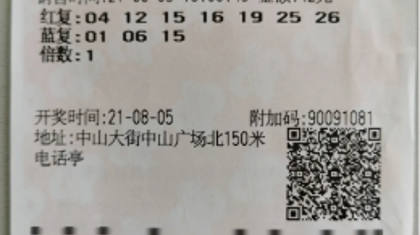 红复:04 12 15 16 19 25 26
蓝复:01 06 15
倍数:1
开奖时间:21-08-05 附加码:90091081
地址:中山大街中山广场北150米
电话亭